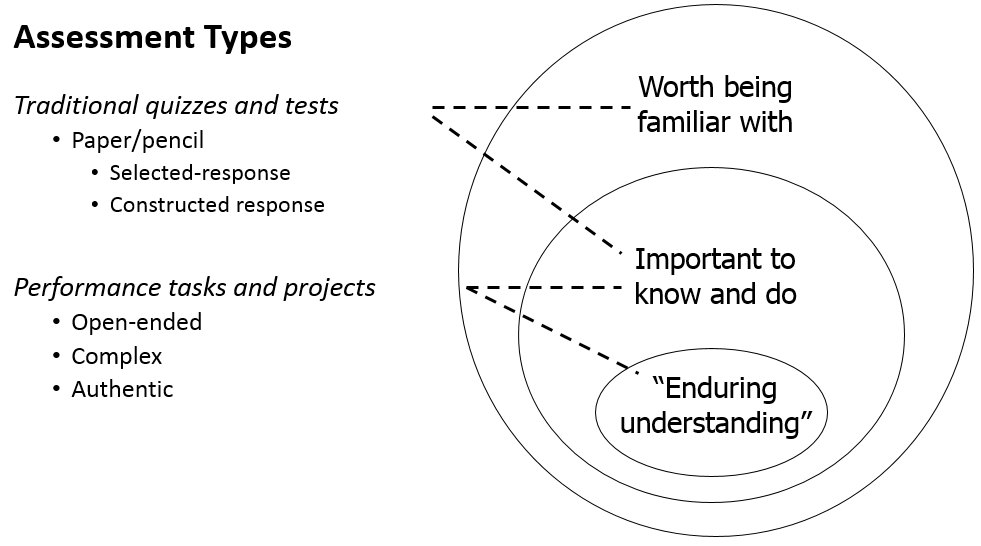 Assessment Types
Traditional quizzes and tests
• Paper/pencil
• Selected-response
• Constructed response
Performance tasks and projects
• Open-ended
• Complex
• Authentic
Worth being
familiar with
Important to
know and do
“Enduring
understanding”